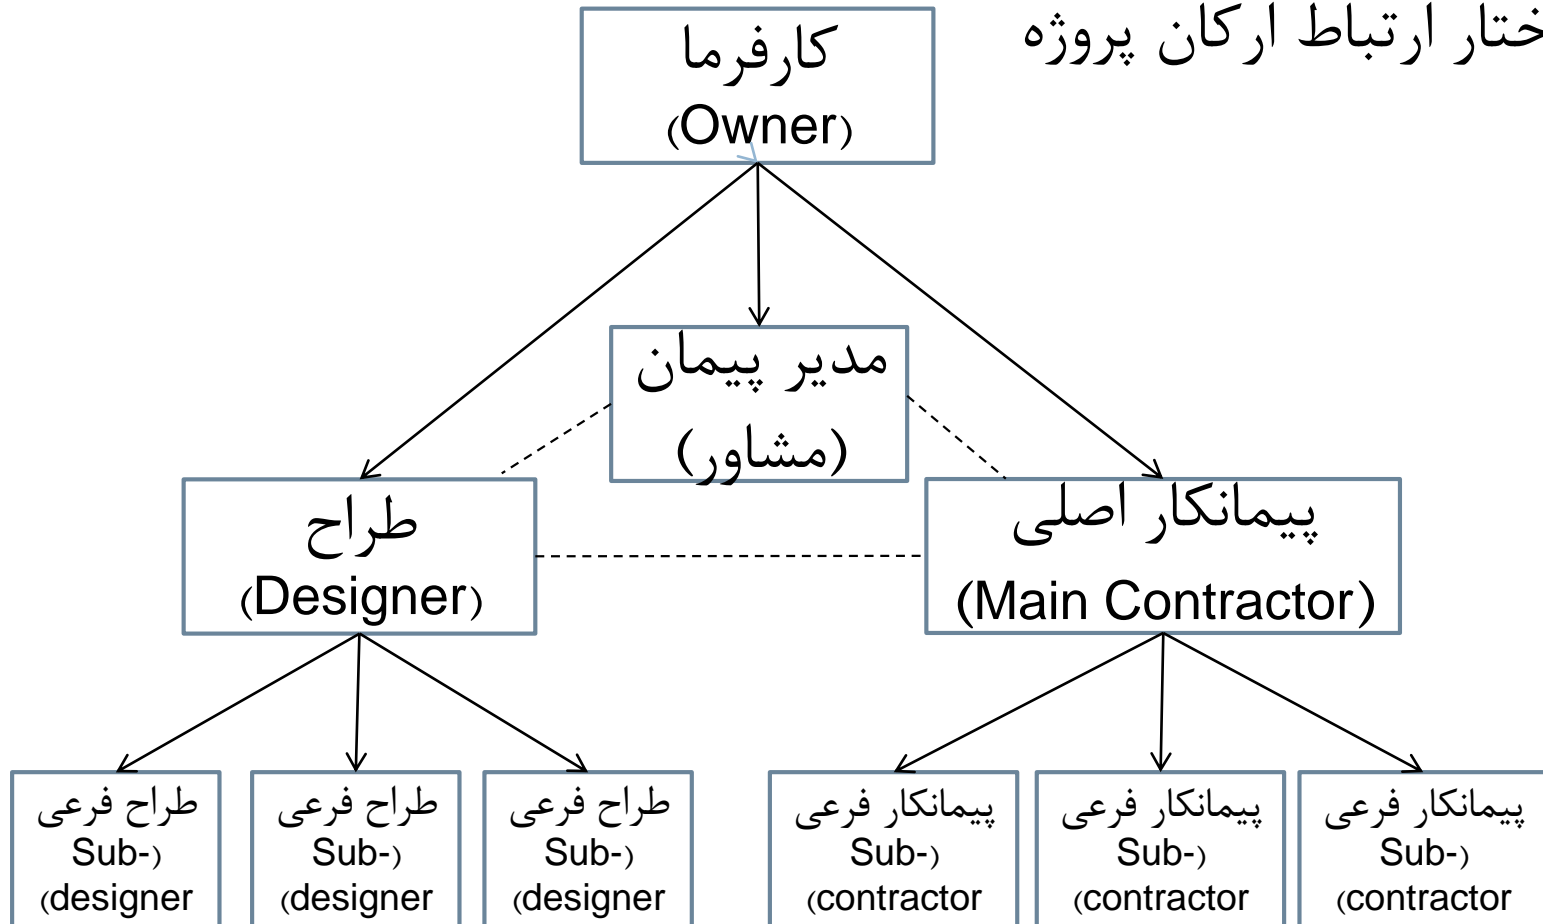 ختار ارتباط ارکان پروژه
کارفرما
(Owner)
مدیر پیمان
(مشاور)
طراح
(Designer)
پیمانکار اصلی
(Main Contractor)
طراح فرعی
Sub-)
(designer
طراح فرعی
Sub-)
(designer
طراح فرعی
Sub-)
(designer
پیمانکار فرعی
Sub-)
(contractor
پیمانکار فرعی
Sub-)
(contractor
پیمانکار فرعی
Sub-)
(contractor